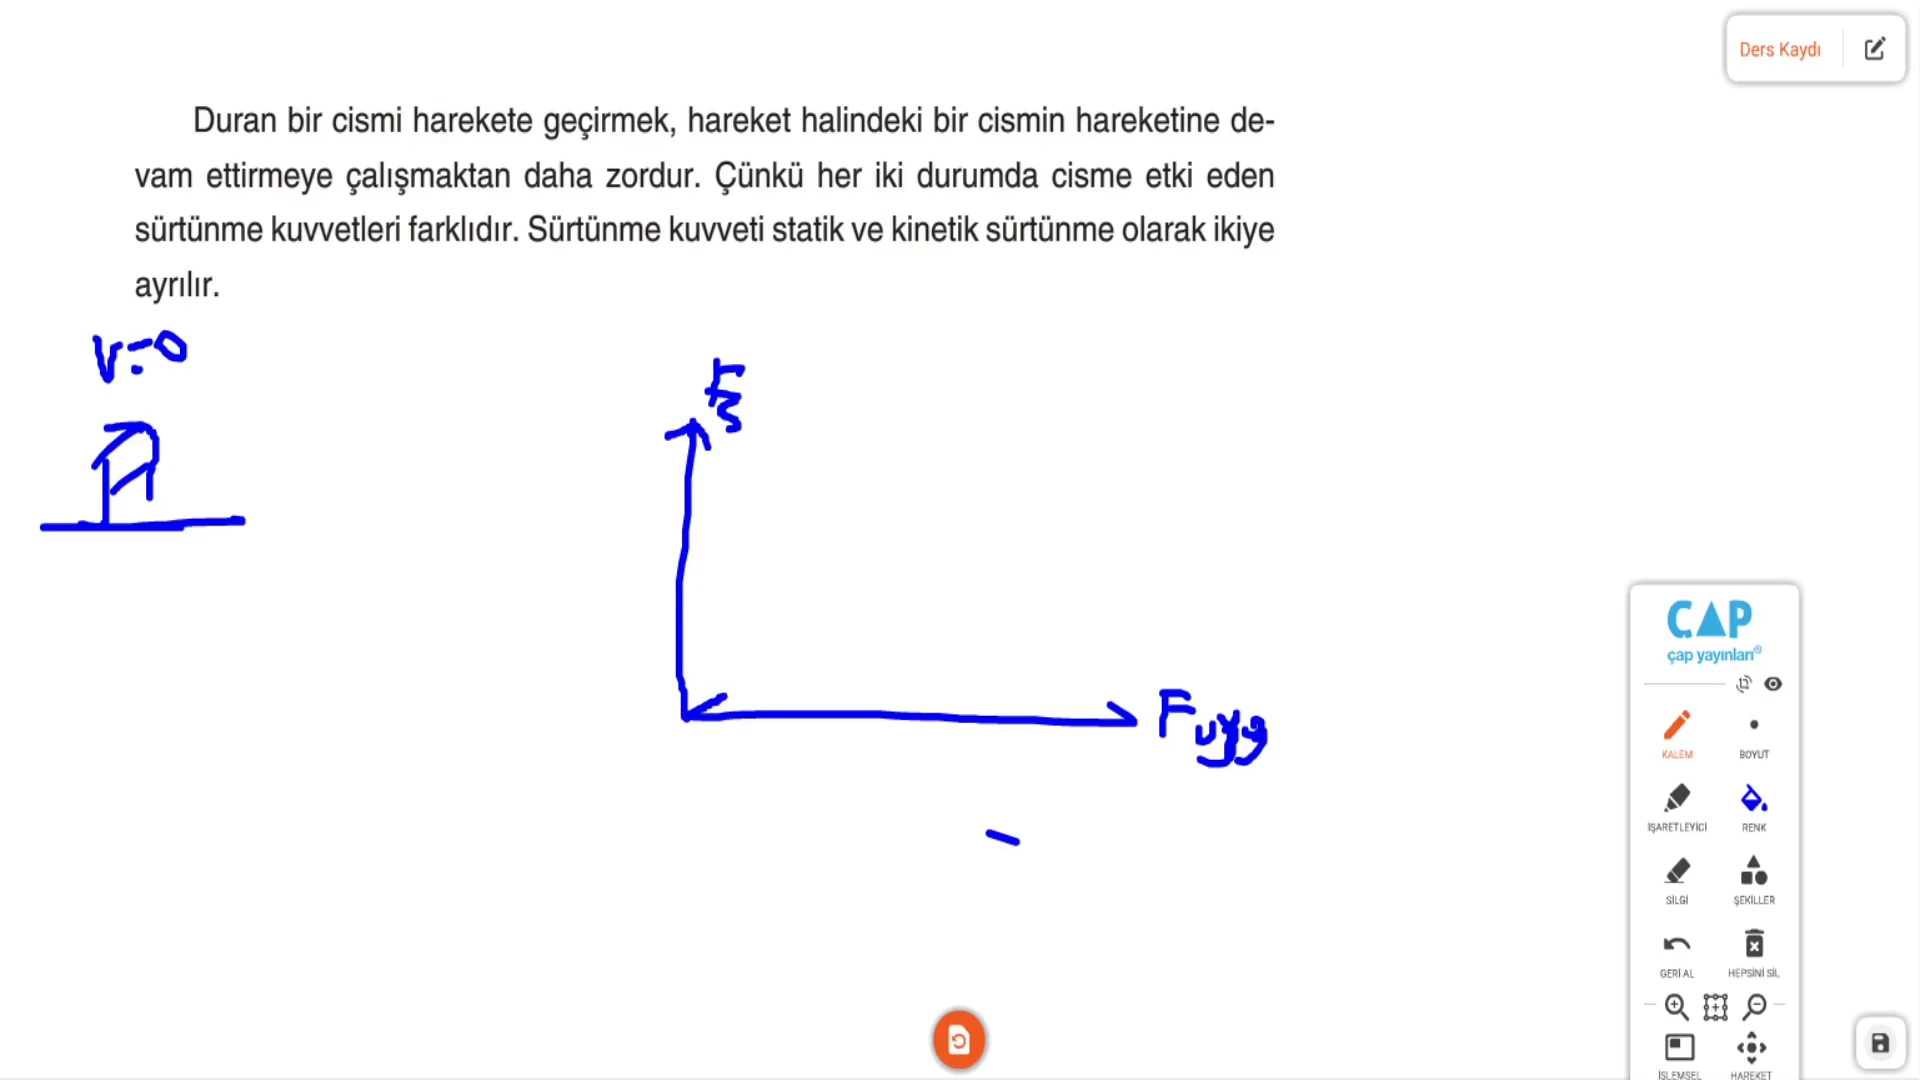 Ders Kaydı
Duran bir cismi harekete geçirmek, hareket halindeki bir cismin hareketine de-
vam ettirmeye çalışmaktan daha zordur. Çünkü her iki durumda cisme etki eden
sürtünme kuvvetleri farklıdır. Sürtünme kuvveti statik ve kinetik sürtünme olarak ikiye
ayrılır.
V=0
Fs
Fuyg
ÇAP
çap yayınları
KALEM
BOYUT
İŞARETLEYİCİ
RENK
SİLGİ
ŞEKİLLER
GERİ AL
HEPSİNİ SİL
İŞLEMSEL
HAREKET